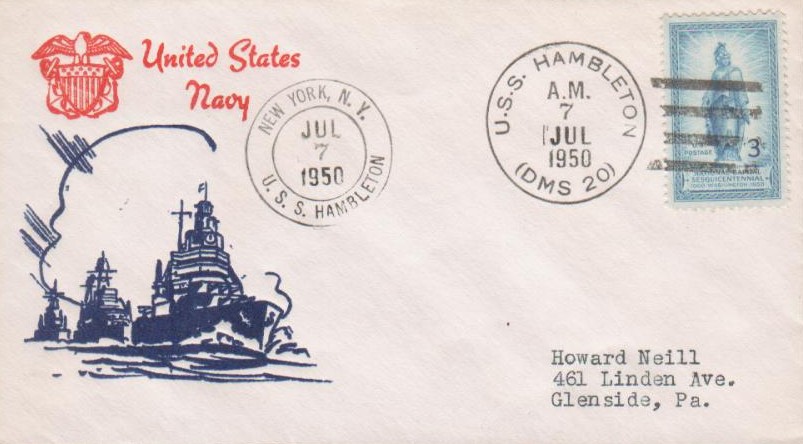 United States
Navy
NEW YORK, N.Y.
JUL
7
1950
U. S. S. HAMBLETON
U.S.S. HAMBLETON
A.M.
7
JUL
1950
(DMS 20)
POSTAGE
3¢
SESQUICENTENNIAL
Howard Neill
461 Linden Ave.
Glenside, Pa.